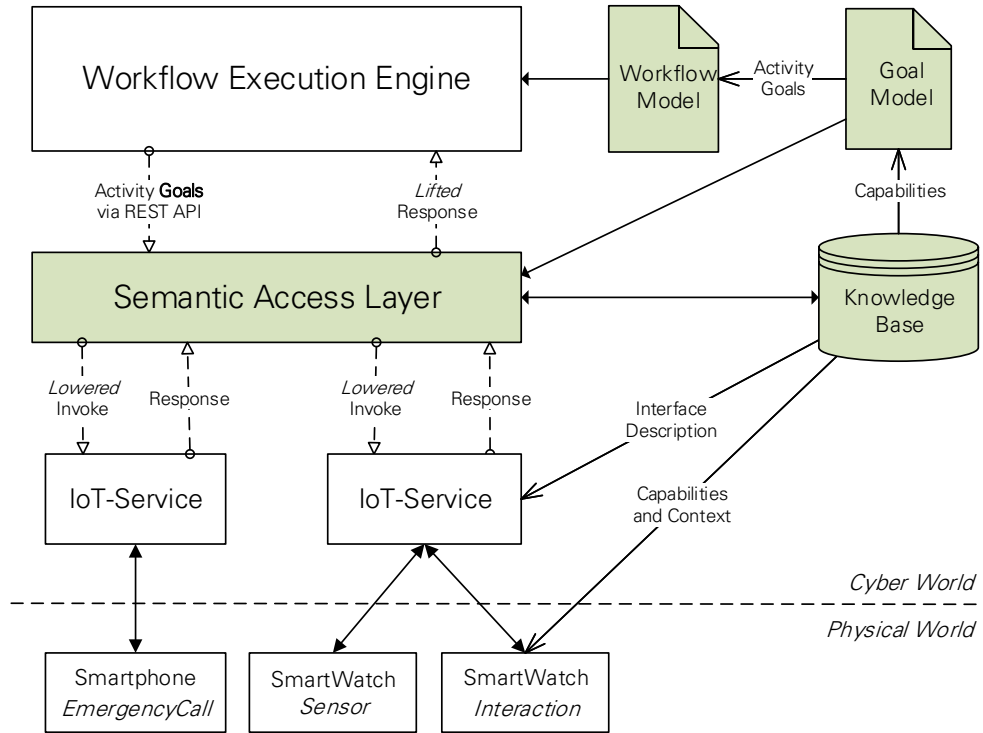 Workflow Execution Engine
Workflow
Model
Activity
Goals
Goal
Model
Activity Goals
via REST API
Lifted
Response
Capabilities
Semantic Access Layer
Knowledge
Base
Lowered
Invoke
Response
Lowered
Invoke
Response
Interface
Description
IoT-Service
IoT-Service
Capabilities
and Context
Cyber World
Physical World
Smartphone
EmergencyCall
SmartWatch
Sensor
SmartWatch
Interaction